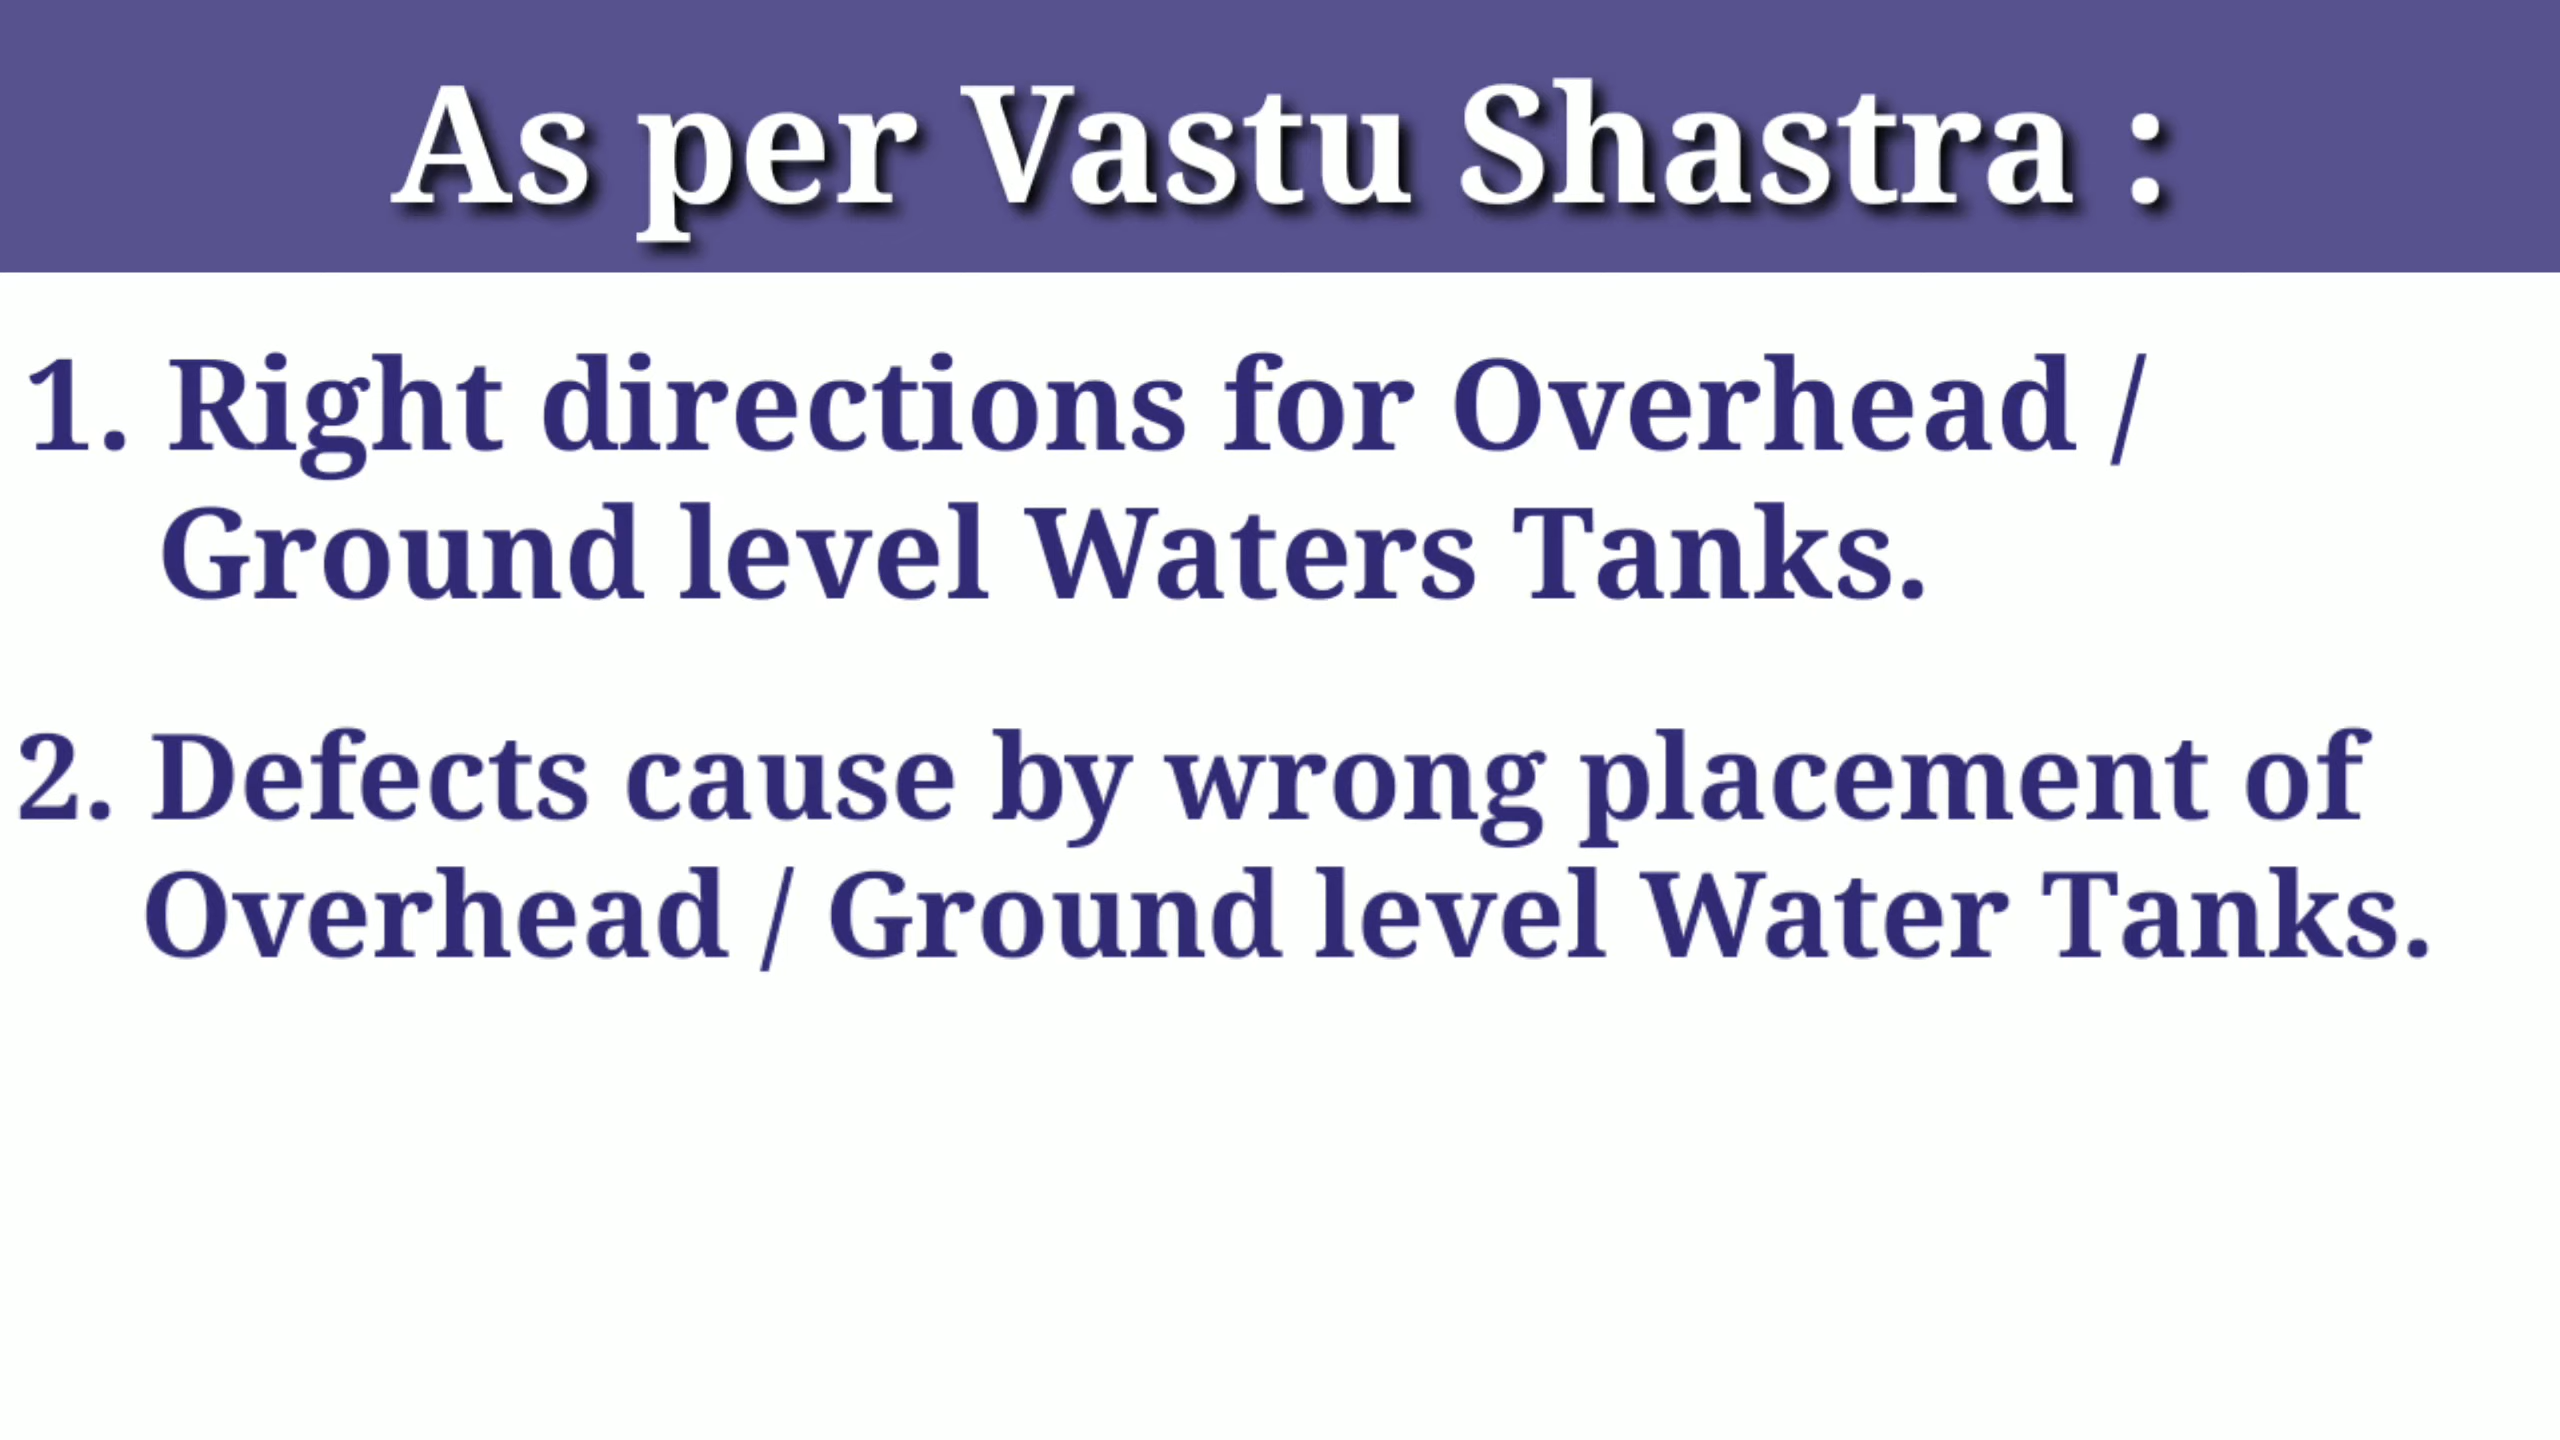 As per Vastu Shastra :
1. Right directions for Overhead /
Ground level Waters Tanks.
2. Defects cause by wrong placement of
Overhead / Ground level Water Tanks.